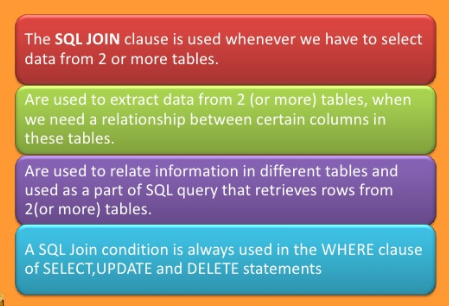 The SQL JOIN clause is used whenever we have to select
data from 2 or more tables.
Are used to extract data from 2 (or more) tables, when
we need a relationship between certain columns in
these tables.
Are used to relate information in different tables and
used as a part of SQL query that retrieves rows from
2(or more) tables.
A SQL Join condition is always used in the WHERE clause
of SELECT,UPDATE and DELETE statements